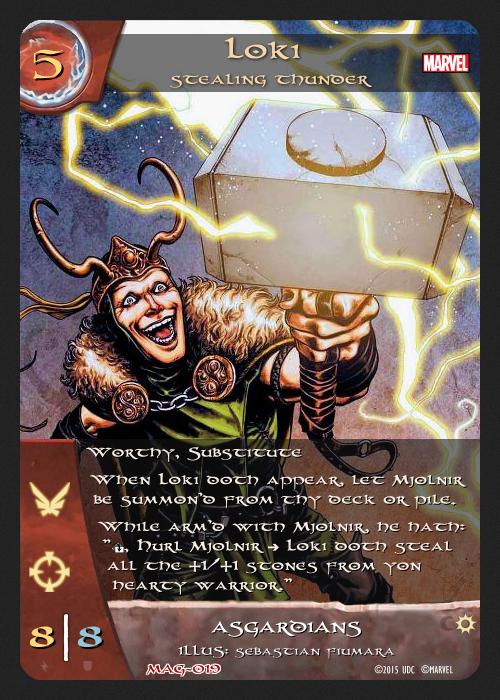 5
Loki
Stealing Thunder
MARVEL
Worthy, Substitute
When Loki doth appear, let Mjolnir
be summon'd from thy deck or pile.
While arm'd with Mjolnir, he hath:
", hurl Mjolnir → Loki doth steal
all the +1/+1 stones from yon
hearty warrior."
8 | 8
Asgardians
Illus: Sebastian Fiumara
MAG-019
©2015 UDC ©MARVEL